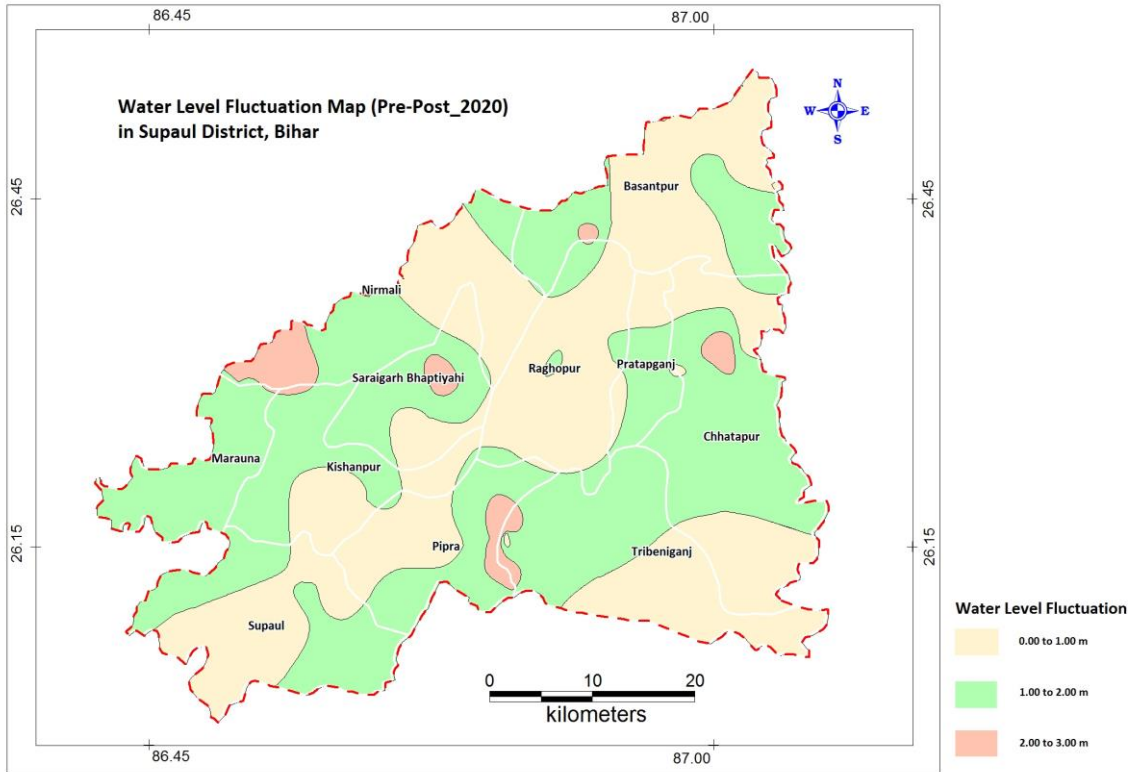 86.45
87.00
Water Level Fluctuation Map (Pre-Post_2020)
in Supaul District, Bihar
N
W
E
S
26.45
26.45
Basantpur
Nirmali
Saraigarh Bhaptiyahi
Raghopur
Pratapganj
Chhatapur
Marauna
Kishanpur
26.15
26.15
Pipra
Tribeniganj
Supaul
0
10
20
kilometers
Water Level Fluctuation
0.00 to 1.00 m
1.00 to 2.00 m
2.00 to 3.00 m
86.45
87.00